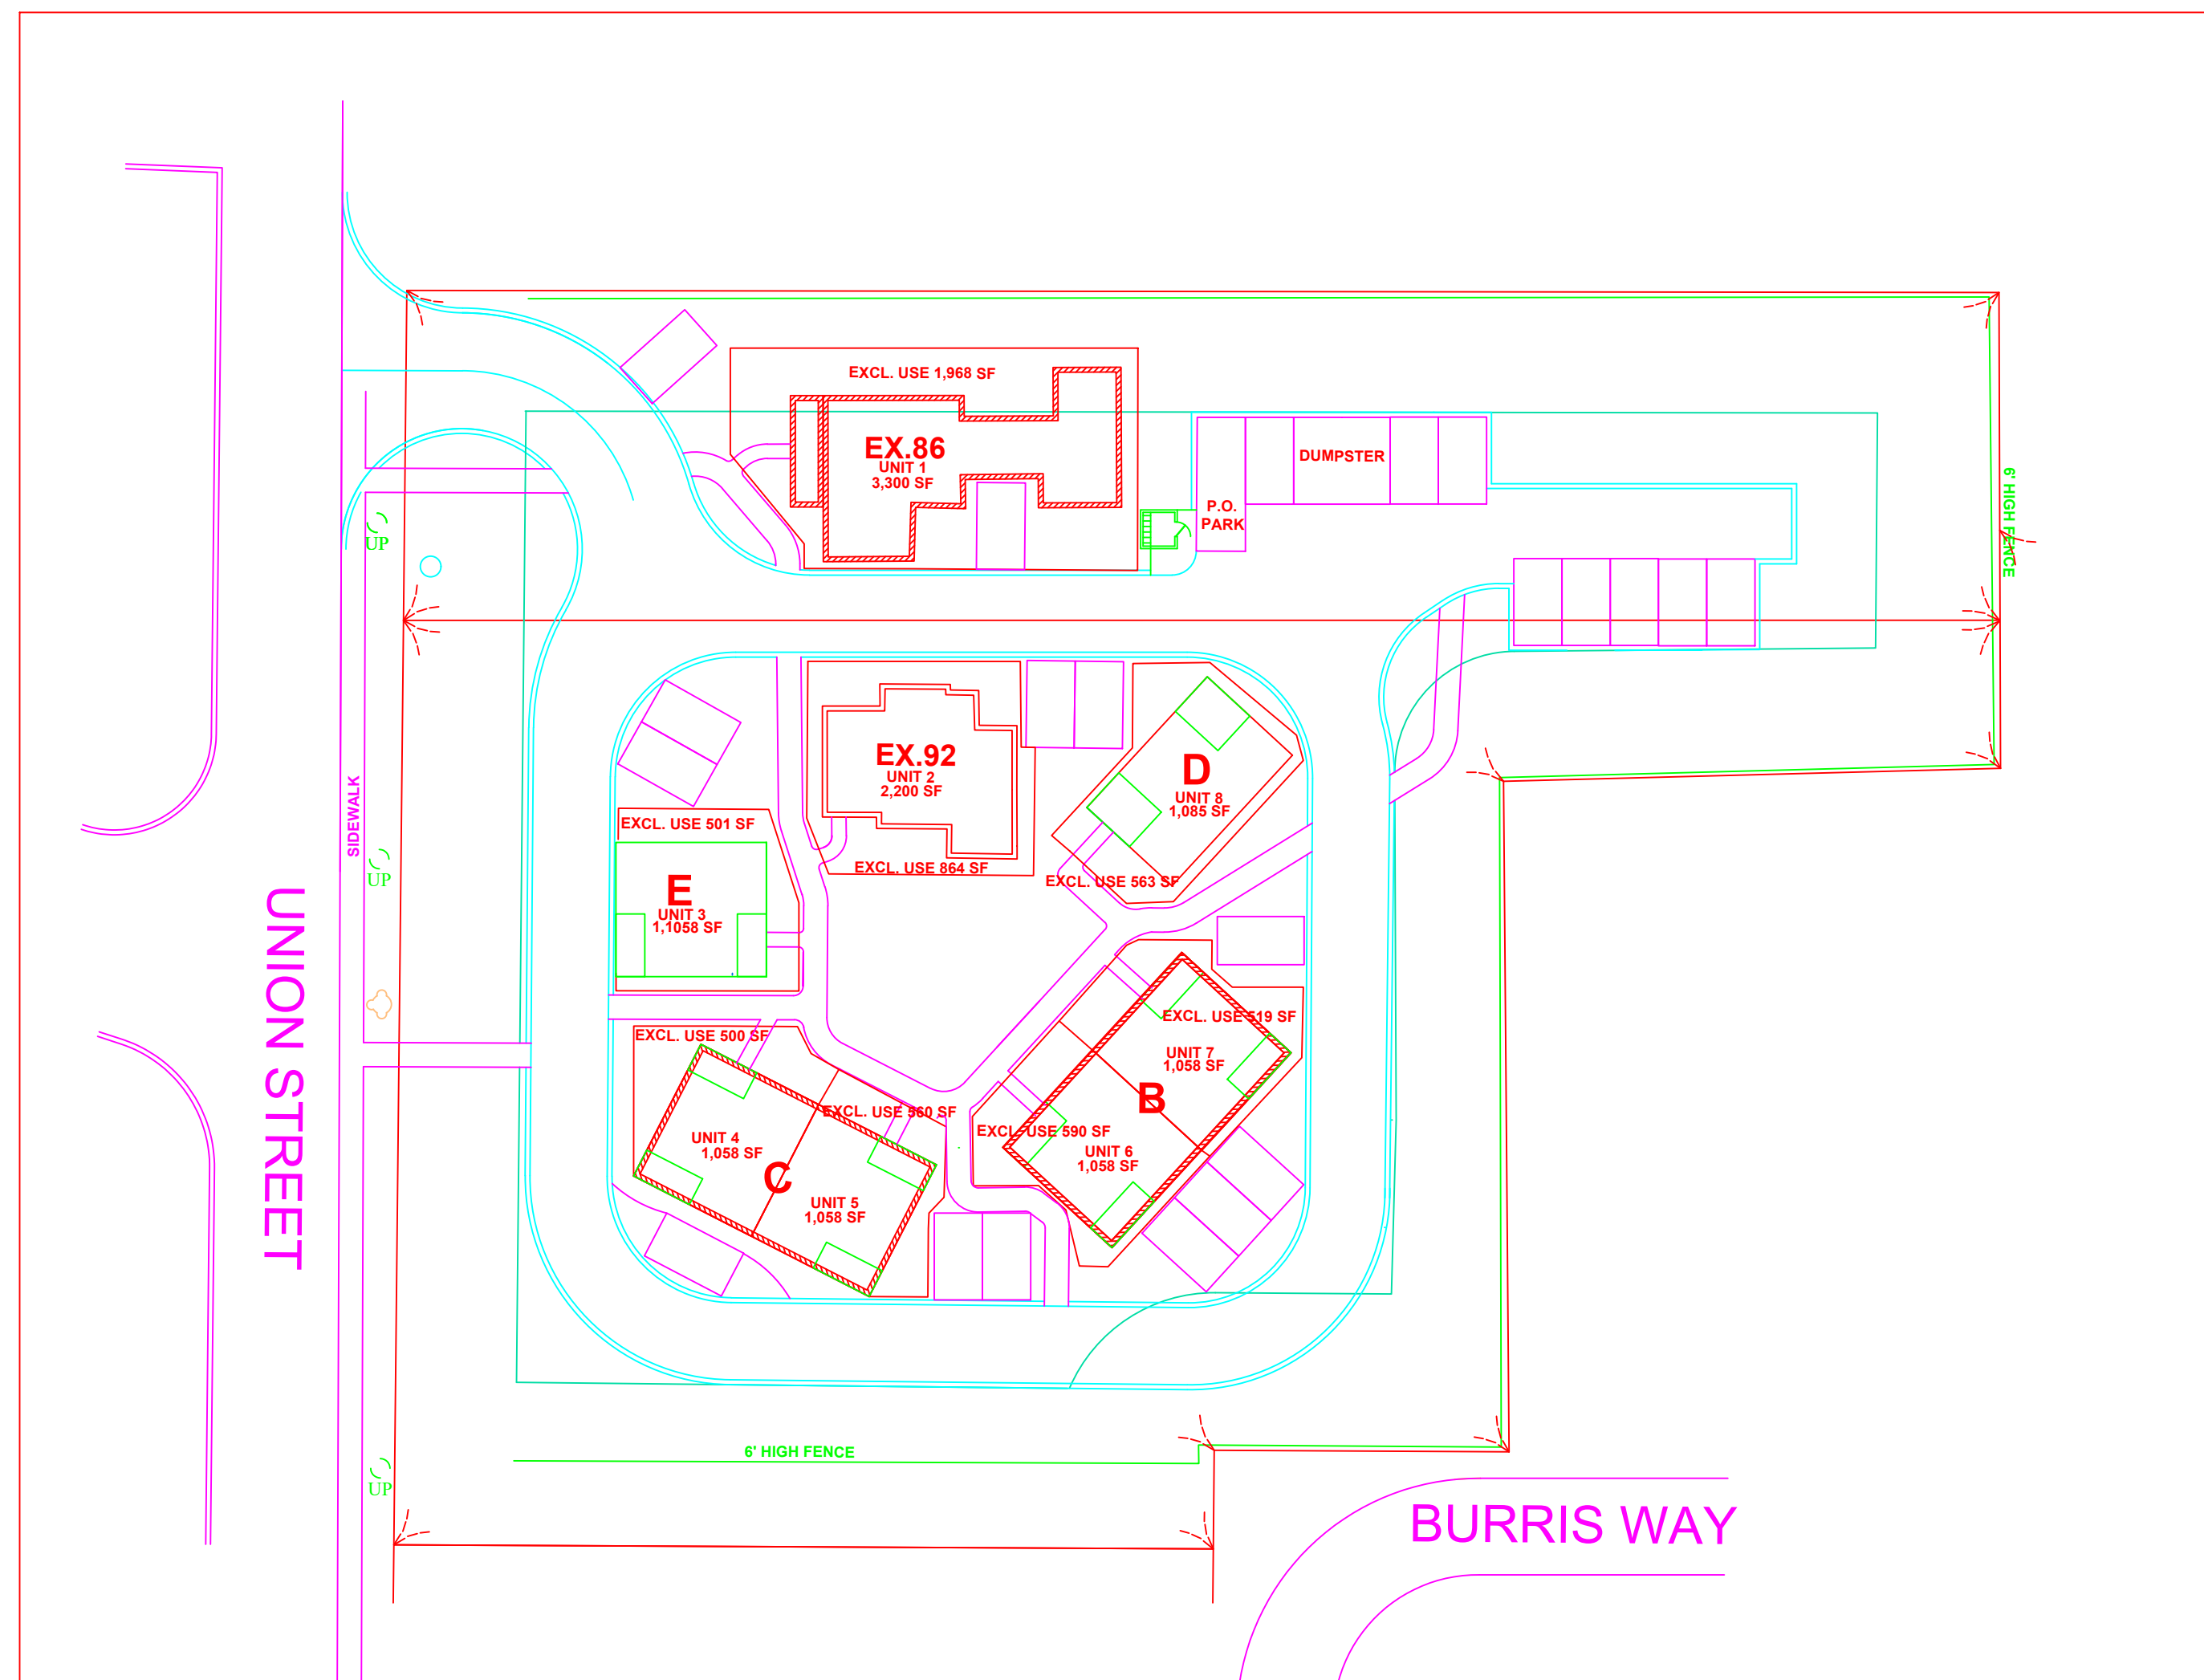 EXCL. USE 1,968 SF
EX.86
UNIT 1
3,300 SF
DUMPSTER
P.O.
PARK
6' HIGH FENCE
UP
EX.92
UNIT 2
2,200 SF
EXCL. USE 864 SF
D
UNIT 8
1,085 SF
EXCL. USE 563 SF
SIDEWALK
UP
EXCL. USE 501 SF
E
UNIT 3
1,1058 SF
UNION STREET
EXCL. USE 500 SF
UNIT 4
1,058 SF
C
EXCL. USE 560 SF
UNIT 5
1,058 SF
EXCL. USE 519 SF
UNIT 7
1,058 SF
B
EXCL. USE 590 SF
UNIT 6
1,058 SF
6' HIGH FENCE
UP
BURRIS WAY